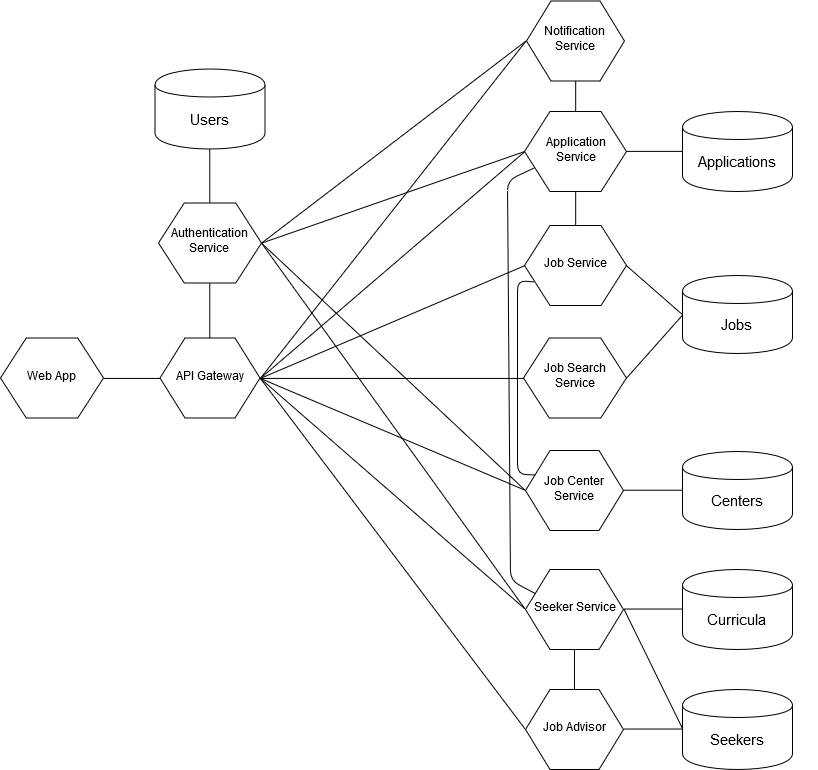 Notification
Service
Users
Application
Service
Applications
Authentication
Service
Job Service
Jobs
Web App
API Gateway
Job Search
Service
Job Center
Service
Centers
Seeker Service
Curricula
Job Advisor
Seekers